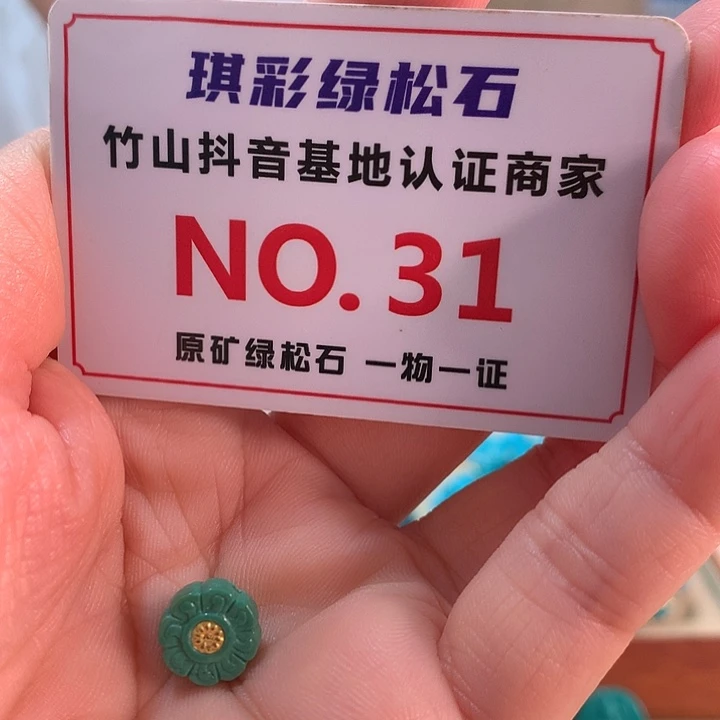 琪彩绿松石
竹山抖音基地认证商家
NO.31
原矿绿松石 一物一证